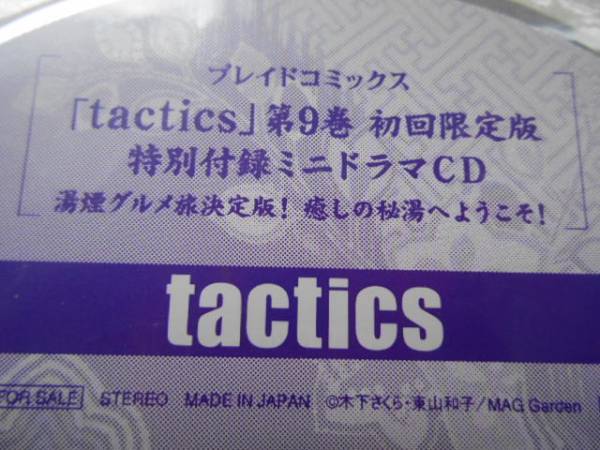 ブレイドコミックス
「tactics」第9巻 初回限定版
特別付録ミニドラマCD
湯煙グルメ旅決定版! 癒しの秘湯へようこそ!
tactics
FOR SALE STEREO MADE IN JAPAN ©木下さくら・東山和子/MAG Garden